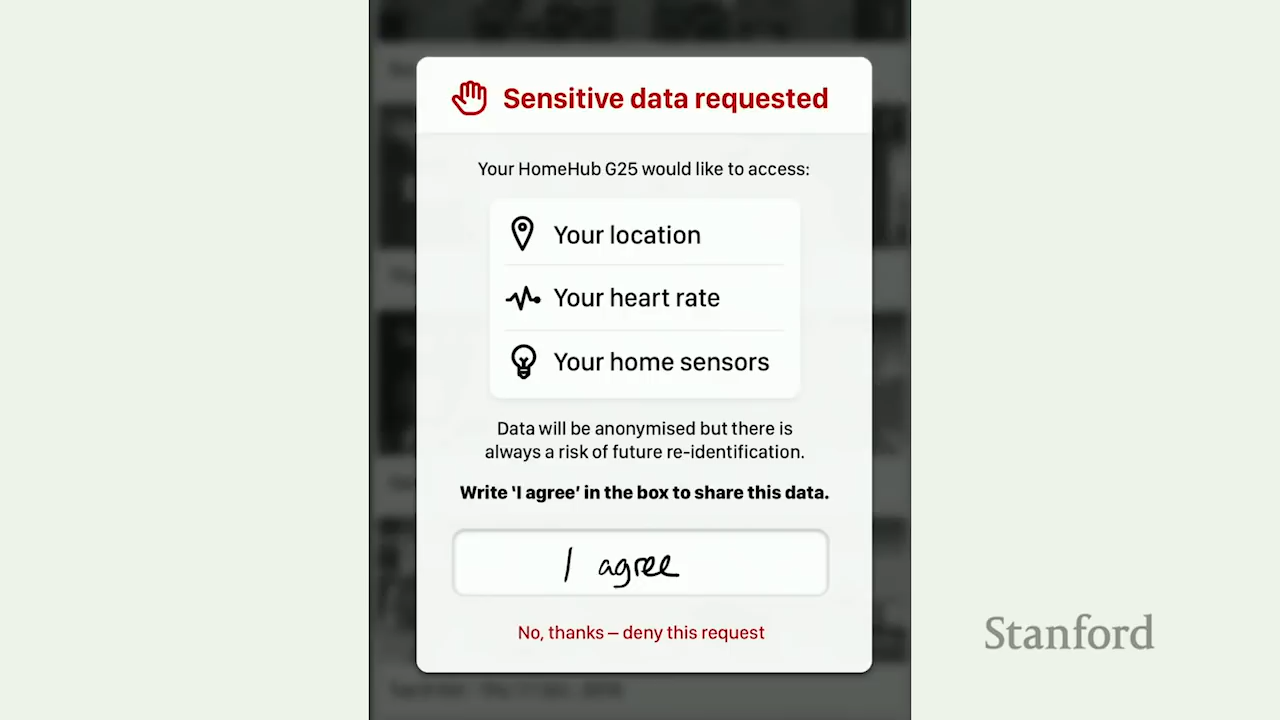 Sensitive data requested
Your HomeHub G25 would like to access:
Your location
Your heart rate
Your home sensors
Data will be anonymised but there is
always a risk of future re-identification.
Write ‘I agree’ in the box to share this data.
I agree
No, thanks – deny this request
Stanford